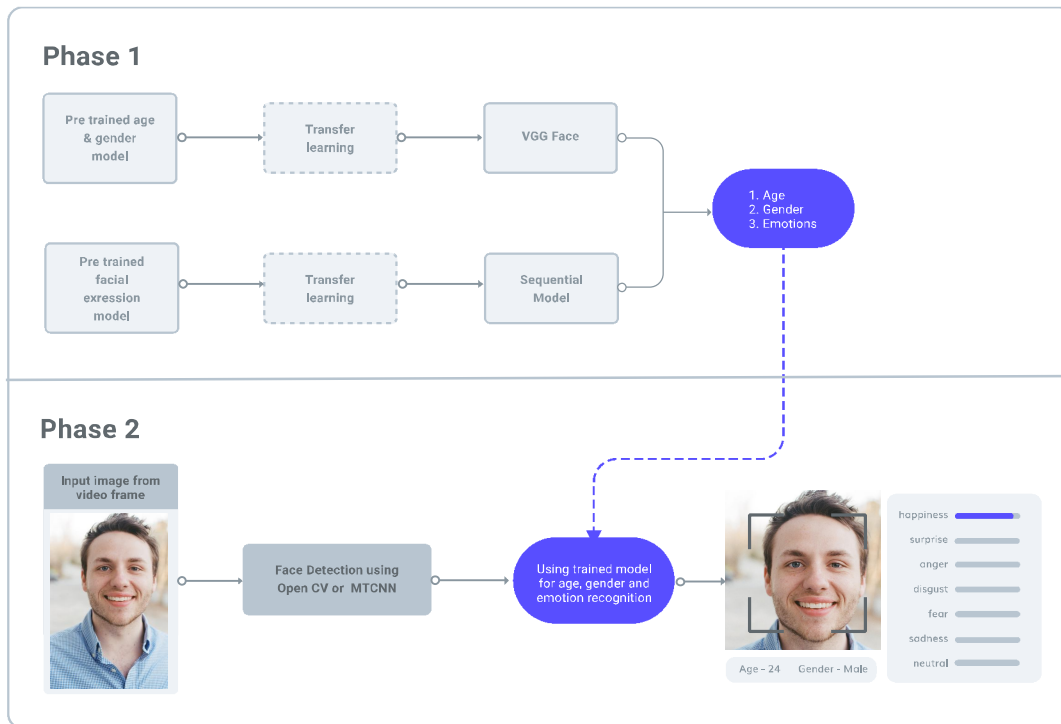 Phase 1
Pre trained age
& gender
model
Transfer
learning
VGG Face
1. Age
2. Gender
3. Emotions
Pre trained
facial
exression
model
Transfer
learning
Sequential
Model
Phase 2
Input image from
video frame
Face Detection using
Open CV or MTCNN
Using trained model
for age, gender and
emotion recognition
Age - 24 Gender - Male
happiness
surprise
anger
disgust
fear
sadness
neutral